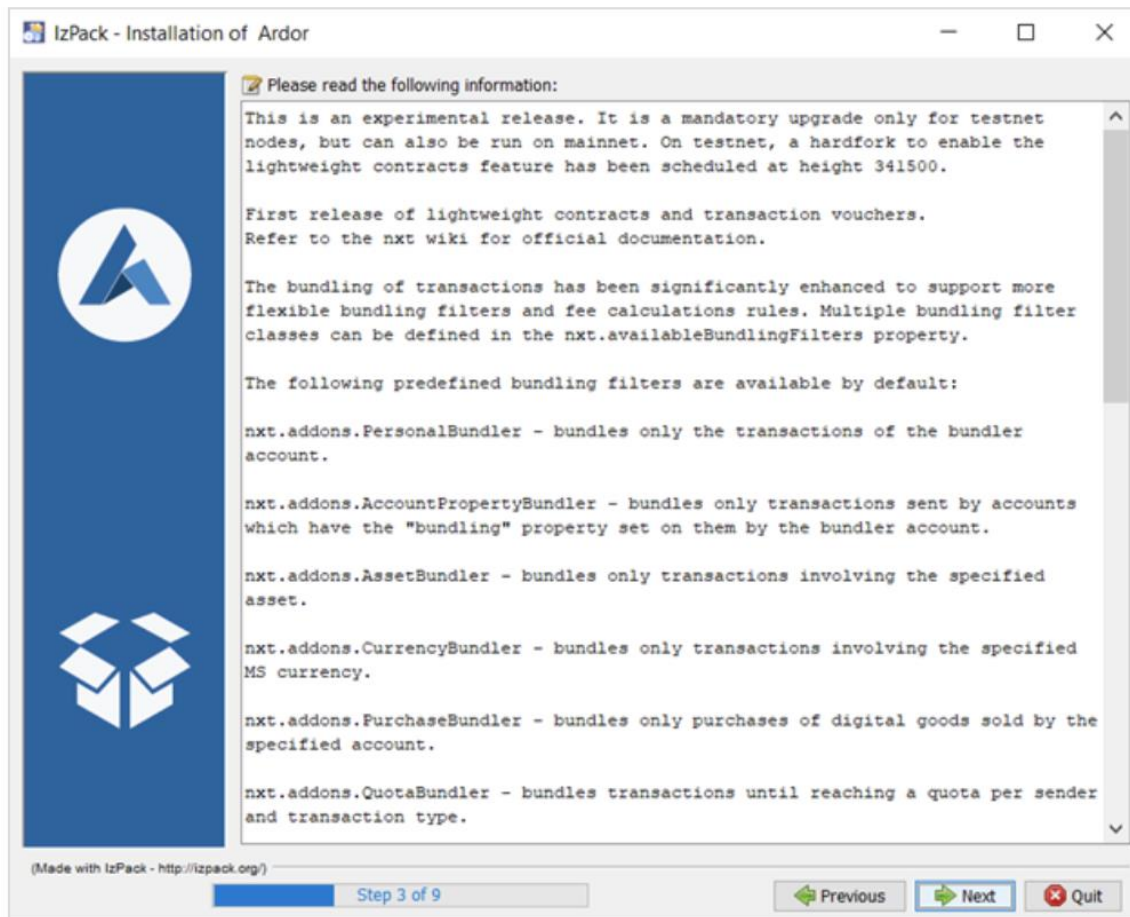 IzPack - Installation of Ardor
Please read the following information:
This is an experimental release. It is a mandatory upgrade only for testnet
nodes, but can also be run on mainnet. On testnet, a hardfork to enable the
lightweight contracts feature has been scheduled at height 341500.
First release of lightweight contracts and transaction vouchers.
Refer to the nxt wiki for official documentation.
The bundling of transactions has been significantly enhanced to support more
flexible bundling filters and fee calculations rules. Multiple bundling filter
classes can be defined in the nxt.availableBundlingFilters property.
The following predefined bundling filters are available by default:
nxt.addons.PersonalBundler - bundles only the transactions of the bundler
account.
nxt.addons.AccountPropertyBundler - bundles only transactions sent by accounts
which have the "bundling" property set on them by the bundler account.
nxt.addons.AssetBundler - bundles only transactions involving the specified
asset.
nxt.addons.CurrencyBundler - bundles only transactions involving the specified
MS currency.
nxt.addons.PurchaseBundler - bundles only purchases of digital goods sold by the
specified account.
nxt.addons.QuotaBundler - bundles transactions until reaching a quota per sender
and transaction type.
(Made with IzPack - http://izpack.org/)
Step 3 of 9
Previous
Next
Quit